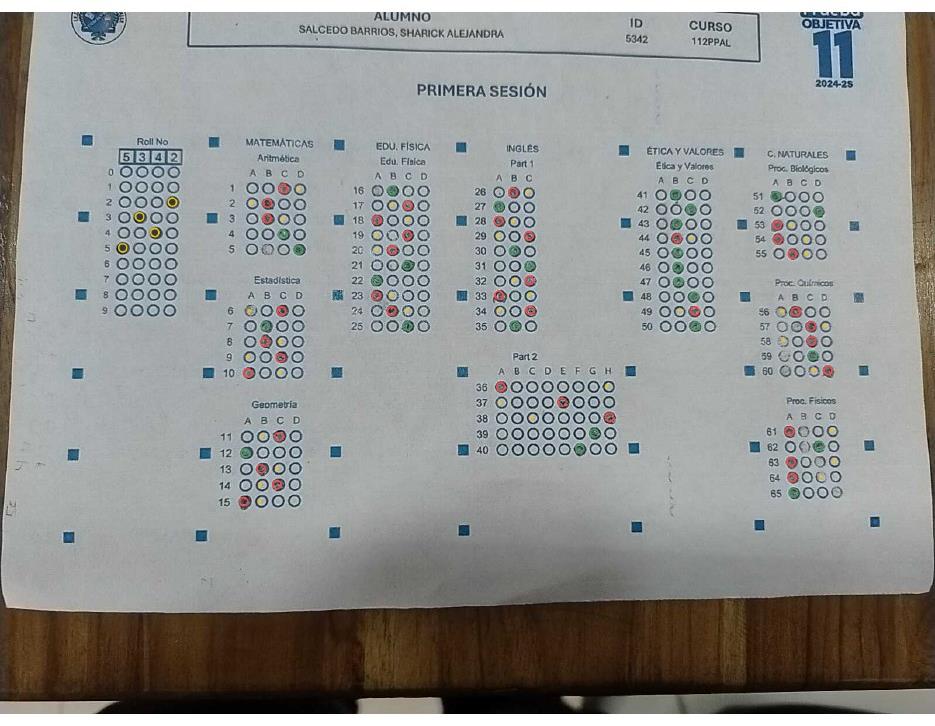 ALUMNO
SALCEDO BARRIOS, SHARICK ALEJANDRA
ID
5342
CURSO
112PPAL
Prueba
OBJETIVA
11
2024-2S
PRIMERA SESIÓN
Roll No
5 3 4 2
0
1
2
3
4
5
6
7
8
9
MATEMÁTICAS
Aritmética
A B C D
1
2
3
4
5
Estadística
A B C D
6
7
8
9
10
Geometría
A B C D
11
12
13
14
15
EDU. FÍSICA
Edu. Física
A B C D
16
17
18
19
20
21
22
23
24
25
INGLÉS
Part 1
A B C
26
27
28
29
30
31
32
33
34
35
Part 2
A B C D E F G H
36
37
38
39
40
ÉTICA Y VALORES
Ética y Valores
A B C D
41
42
43
44
45
46
47
48
49
50
C. NATURALES
Proc. Biológicos
A B C D
51
52
53
54
55
Proc. Químicos
A B C D
56
57
58
59
60
Proc. Físicos
A B C D
61
62
63
64
65